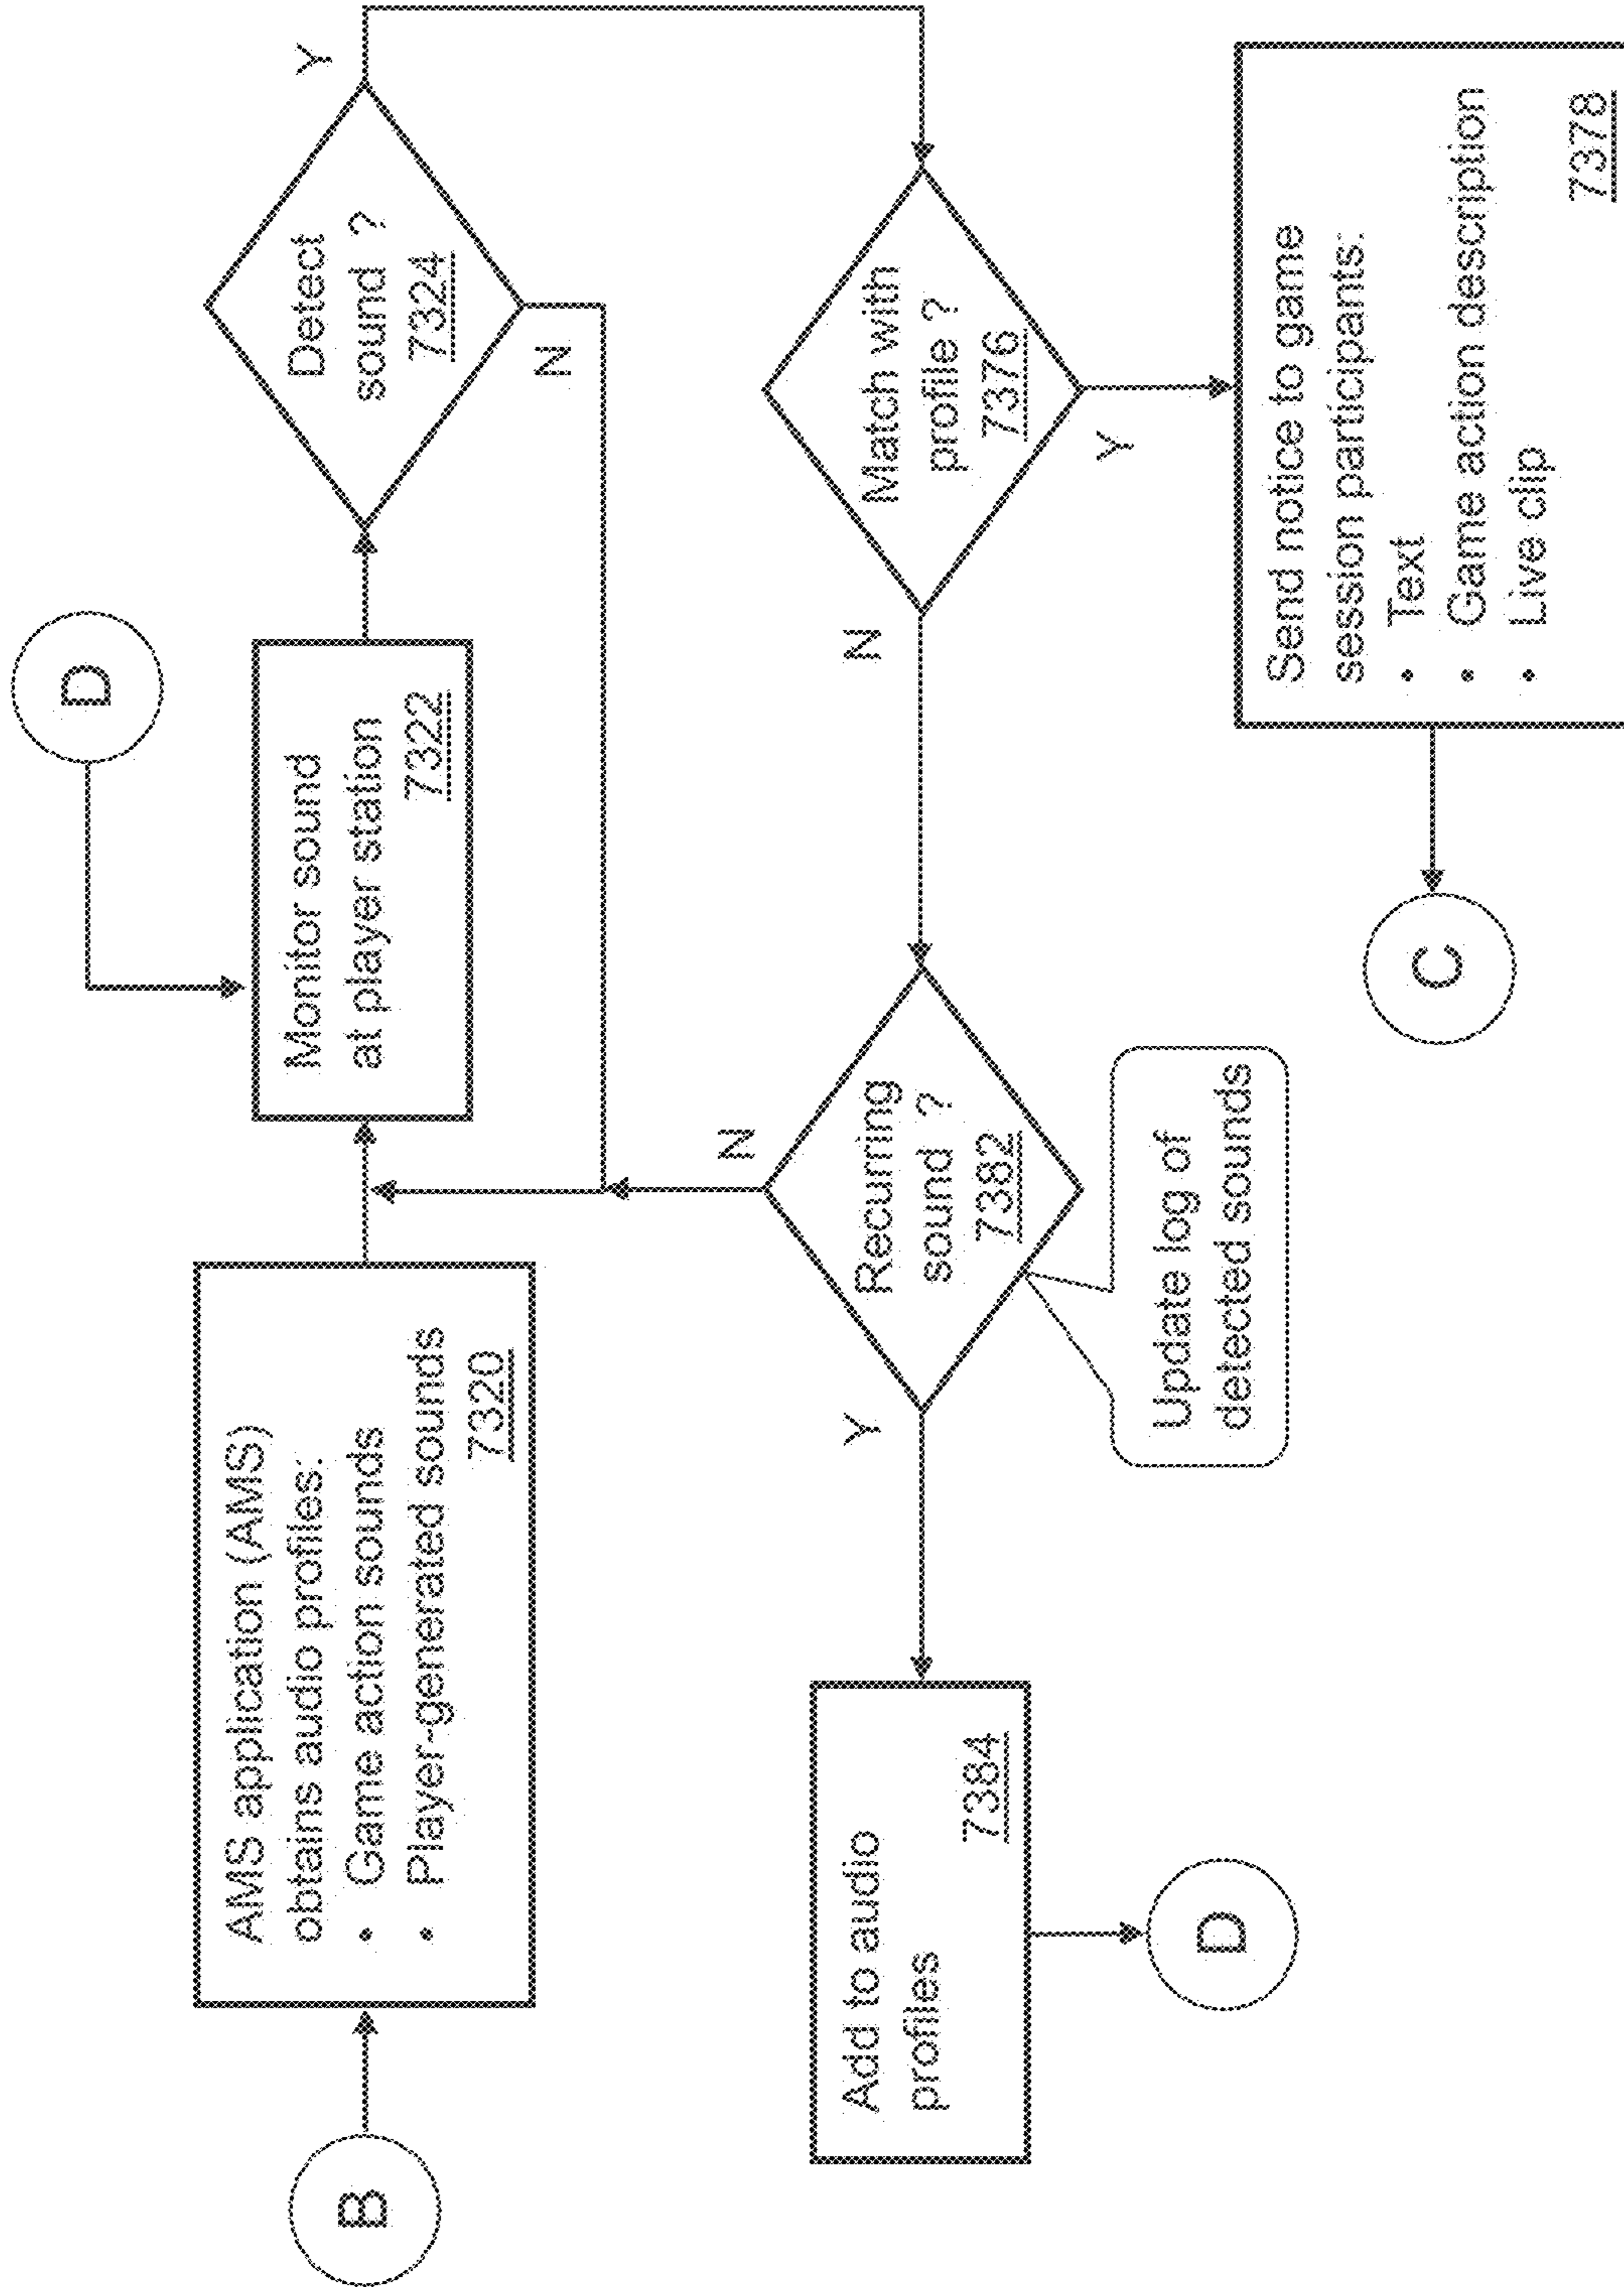 B
AMS application (AMS)
obtains audio profiles:
• Game action sounds
• Player-generated sounds
7320
D
Monitor sound
at player station
7322
Detect
sound ?
7324
Y
N
Match with
profile ?
7376
N
Y
Recurring
sound ?
7382
N
Y
Update log of
detected sounds
Add to audio
profiles
7384
D
Send notice to game
session participants:
• Text
• Game action description
• Live clip
7378
C